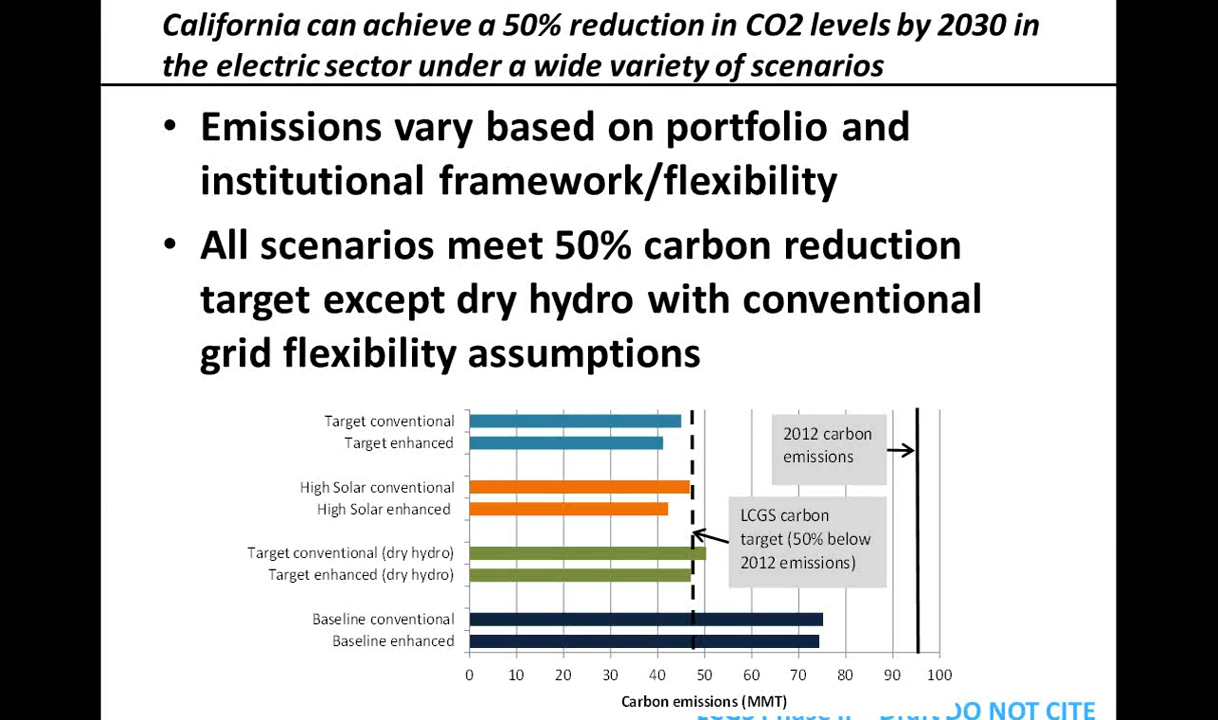 California can achieve a 50% reduction in CO2 levels by 2030 in
the electric sector under a wide variety of scenarios
• Emissions vary based on portfolio and
institutional framework/flexibility
• All scenarios meet 50% carbon reduction
target except dry hydro with conventional
grid flexibility assumptions
Target conventional
Target enhanced
High Solar conventional
High Solar enhanced
Target conventional (dry hydro)
Target enhanced (dry hydro)
Baseline conventional
Baseline enhanced
2012 carbon
emissions
LCGS carbon
target (50% below
2012 emissions)
0 10 20 30 40 50 60 70 80 90 100
Carbon emissions (MMT)
LCGS Phase II Draft DO NOT CITE